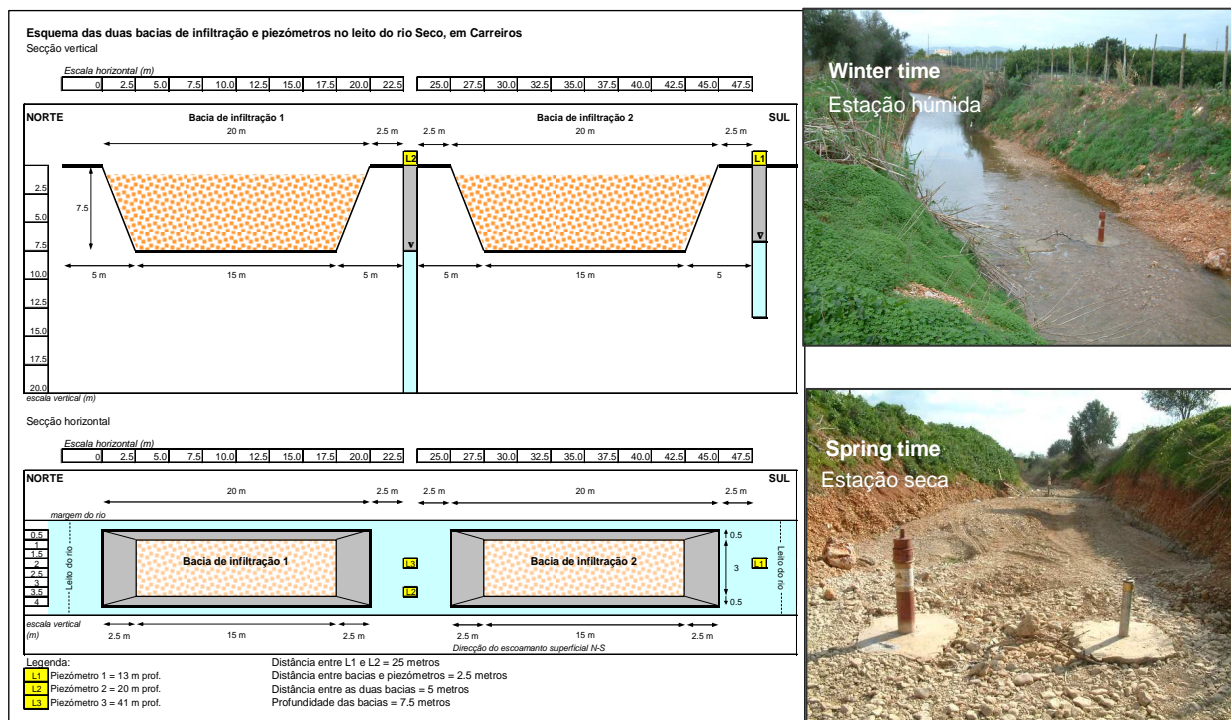 Esquema das duas bacias de infiltração e piezómetros no leito do rio Seco, em Carreiros
Secção vertical
Escala horizontal (m)
0 2.5 5.0 7.5 10.0 12.5 15.0 17.5 20.0 22.5 25.0 27.5 30.0 32.5 35.0 37.5 40.0 42.5 45.0 47.5
NORTE Bacia de infiltração 1 Bacia de infiltração 2 SUL
20 m 2.5 m 2.5 m 20 m 2.5 m
L2 L1
2.5
5.0
7.5
10.0
12.5
15.0
17.5
20.0
7.5
5 m 15 m 5 m 5 m 15 m 5
escala vertical (m)
Secção horizontal
Escala horizontal (m)
0 2.5 5.0 7.5 10.0 12.5 15.0 17.5 20.0 22.5 25.0 27.5 30.0 32.5 35.0 37.5 40.0 42.5 45.0 47.5
NORTE SUL
20 m 2.5 m 2.5 m 20 m 2.5 m
margem do rio
0.5
1
1.5
2
2.5
3
3.5
4
Leito do rio
Bacia de infiltração 1
L3
L2
Bacia de infiltração 2
0.5
3
0.5
L1
Leito do rio
escala vertical
(m)
2.5 m 15 m 2.5 m 2.5 m 15 m 2.5 m
Direcção do escoamento superficial N-S
Legenda:
L1 Piezómetro 1 = 13 m prof.
L2 Piezómetro 2 = 20 m prof.
L3 Piezómetro 3 = 41 m prof.
Distância entre L1 e L2 = 25 metros
Distância entre bacias e piezómetros = 2.5 metros
Distância entre as duas bacias = 5 metros
Profundidade das bacias = 7.5 metros
Winter time
Estação húmida
Spring time
Estação seca